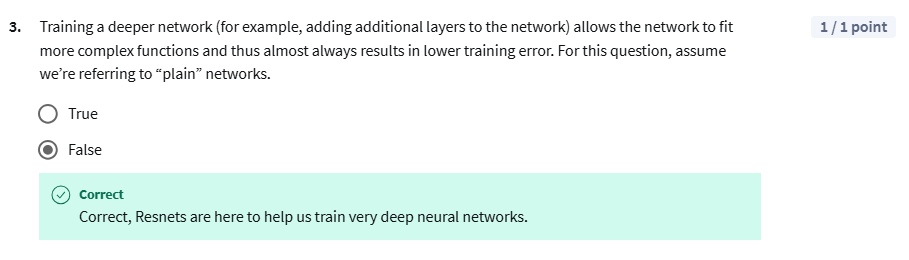 3. Training a deeper network (for example, adding additional layers to the network) allows the network to fit 1 / 1 point
more complex functions and thus almost always results in lower training error. For this question, assume
we're referring to “plain” networks.
True
False
Correct
Correct, Resnets are here to help us train very deep neural networks.